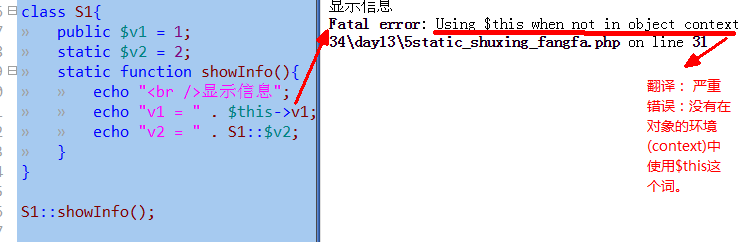 class S1{
» public $v1 = 1;
» static $v2 = 2;
» static function showInfo(){
» » echo "<br />显示信息";
» » echo "v1 = " . $this->v1;
» » echo "v2 = " . S1::$v2;
» }
}
S1::showInfo();
显示信息
Fatal error: Using $this when not in object context
34\day13\5static_shuxing_fangfa.php on line 31
翻译：严重
错误：没有在
对象的环境
(context)中
使用$this这
个词。